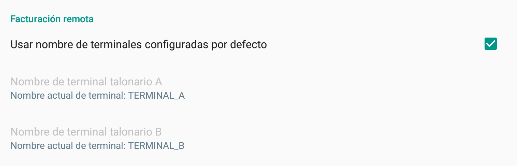 Facturación remota
Usar nombre de terminales configuradas por defecto
Nombre de terminal talonario A
Nombre actual de terminal: TERMINAL_A
Nombre de terminal talonario B
Nombre actual de terminal: TERMINAL_B